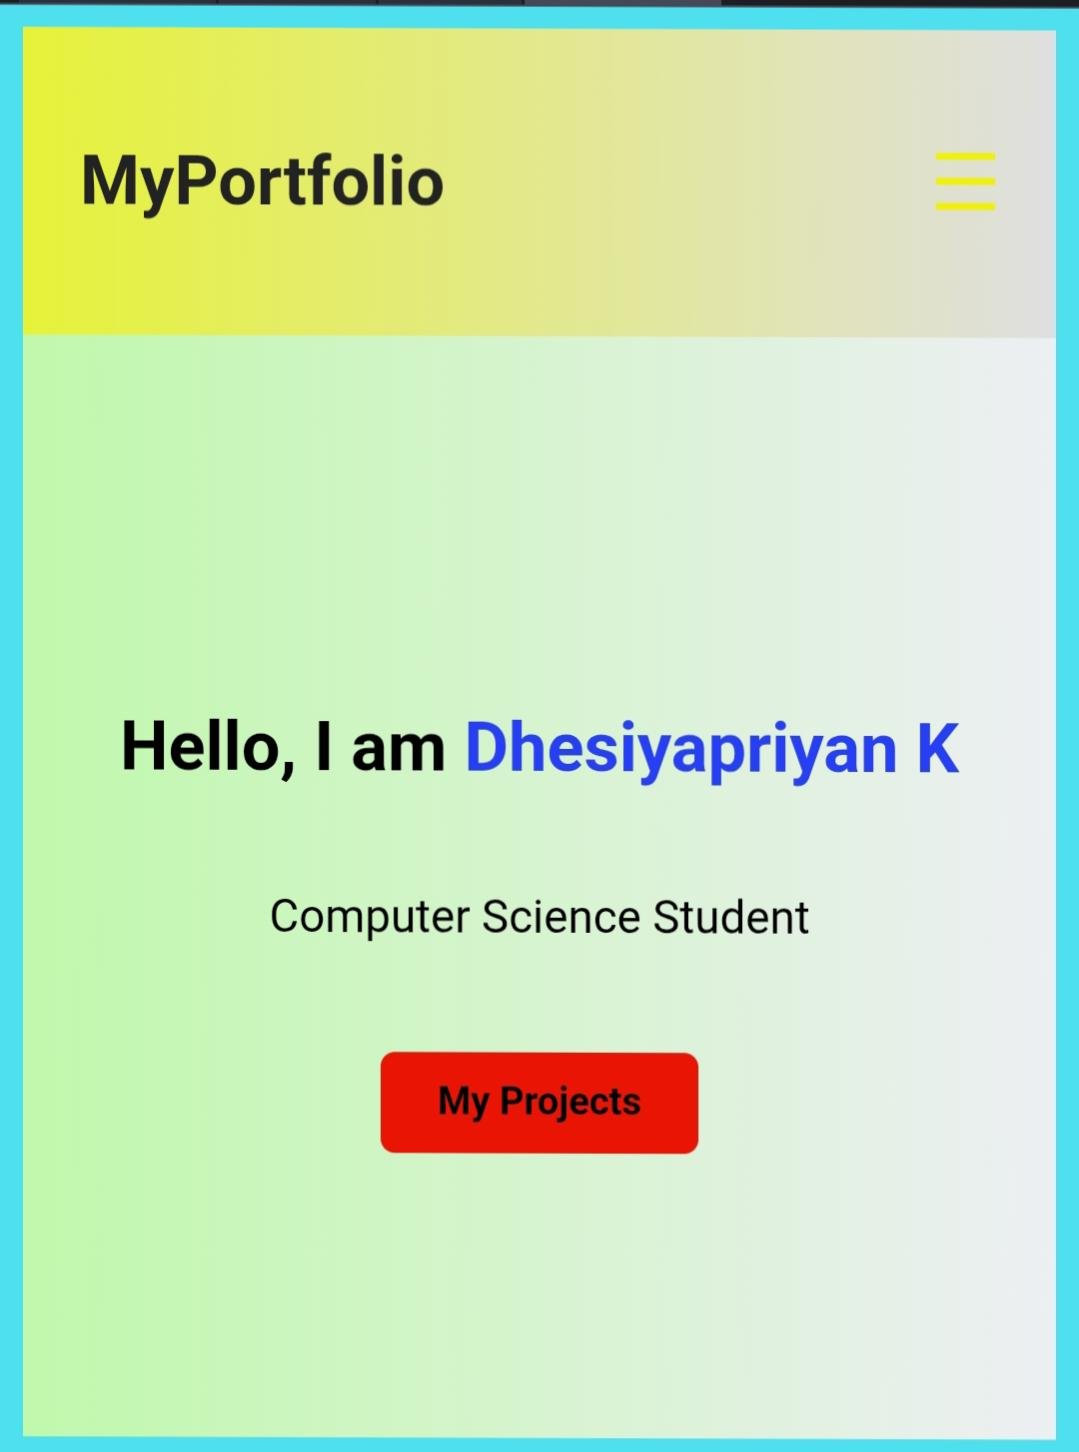 MyPortfolio
Hello, I am Dhesiyapriyan K
Computer Science Student
My Projects